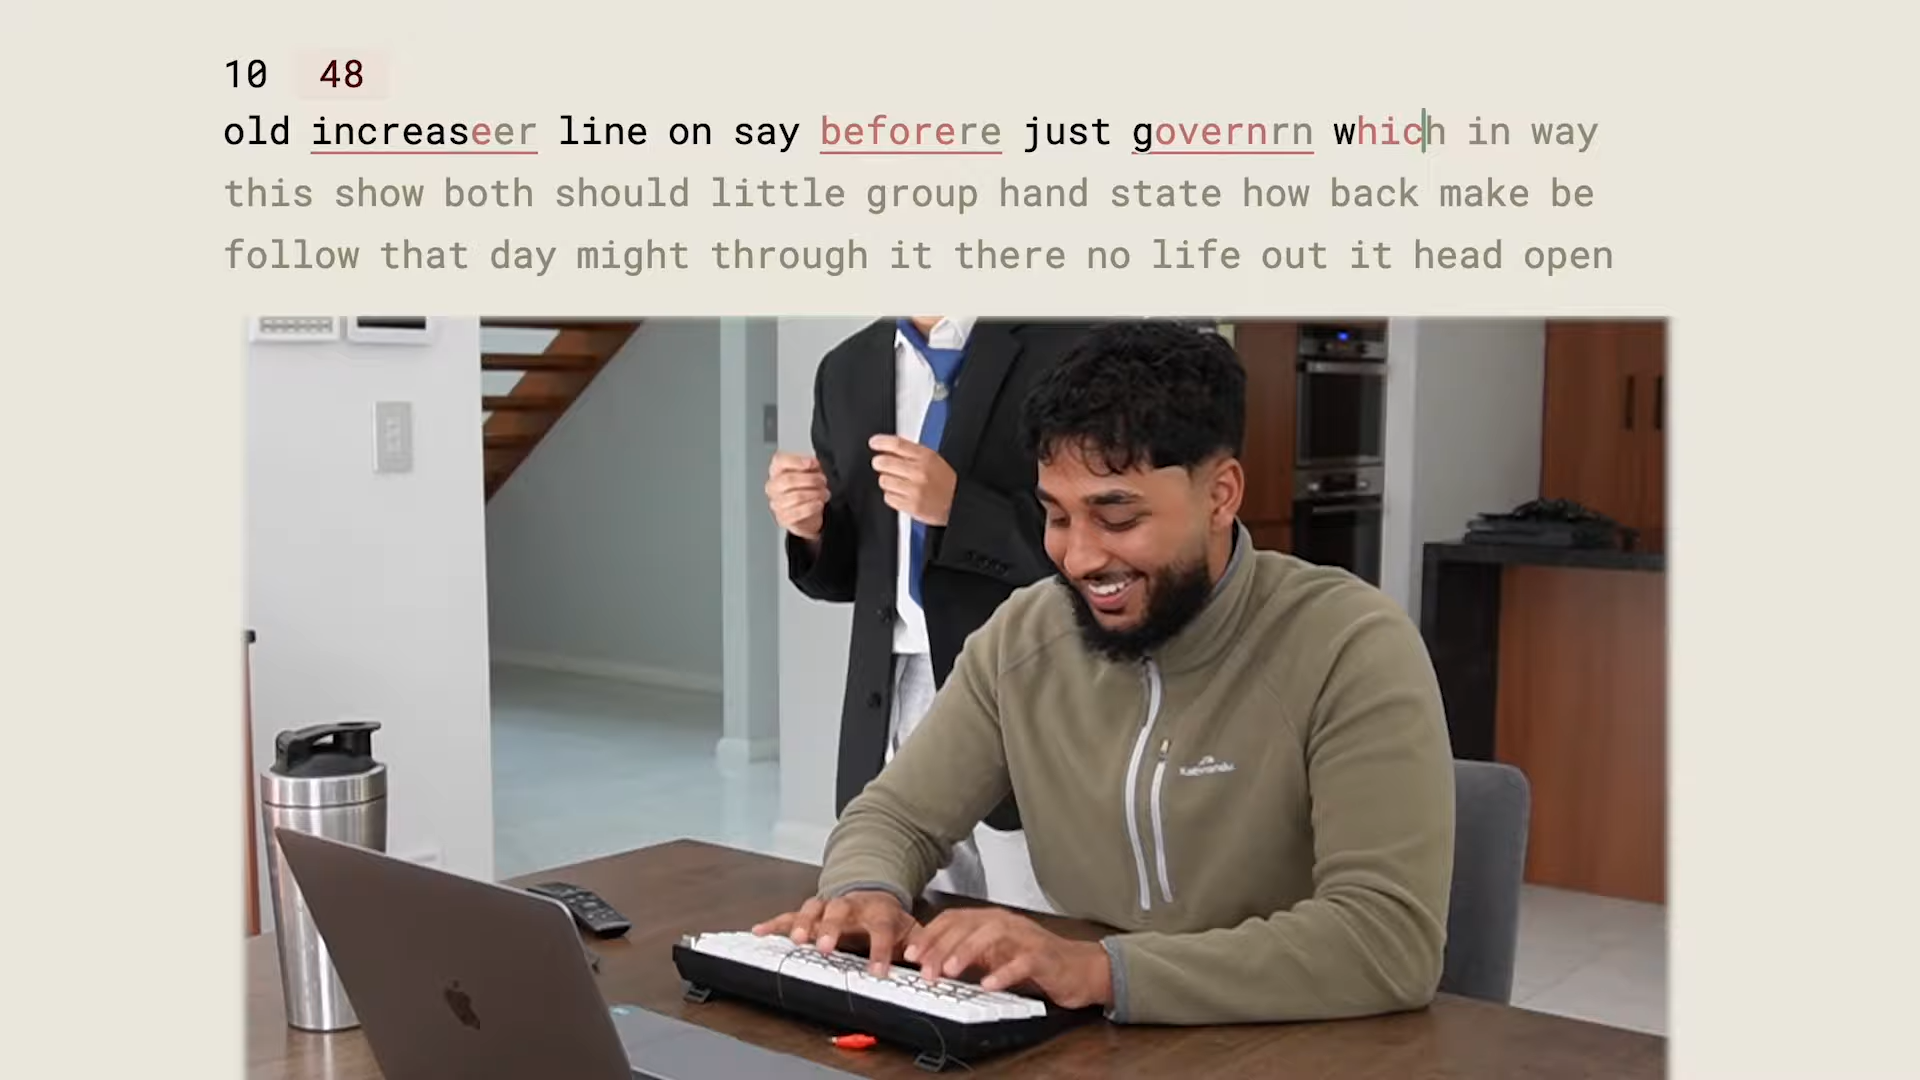 10 48
old increaseer line on say beforere just governrn which in way
this show both should little group hand state how back make be
follow that day might through it there no life out it head open
Kathmandu